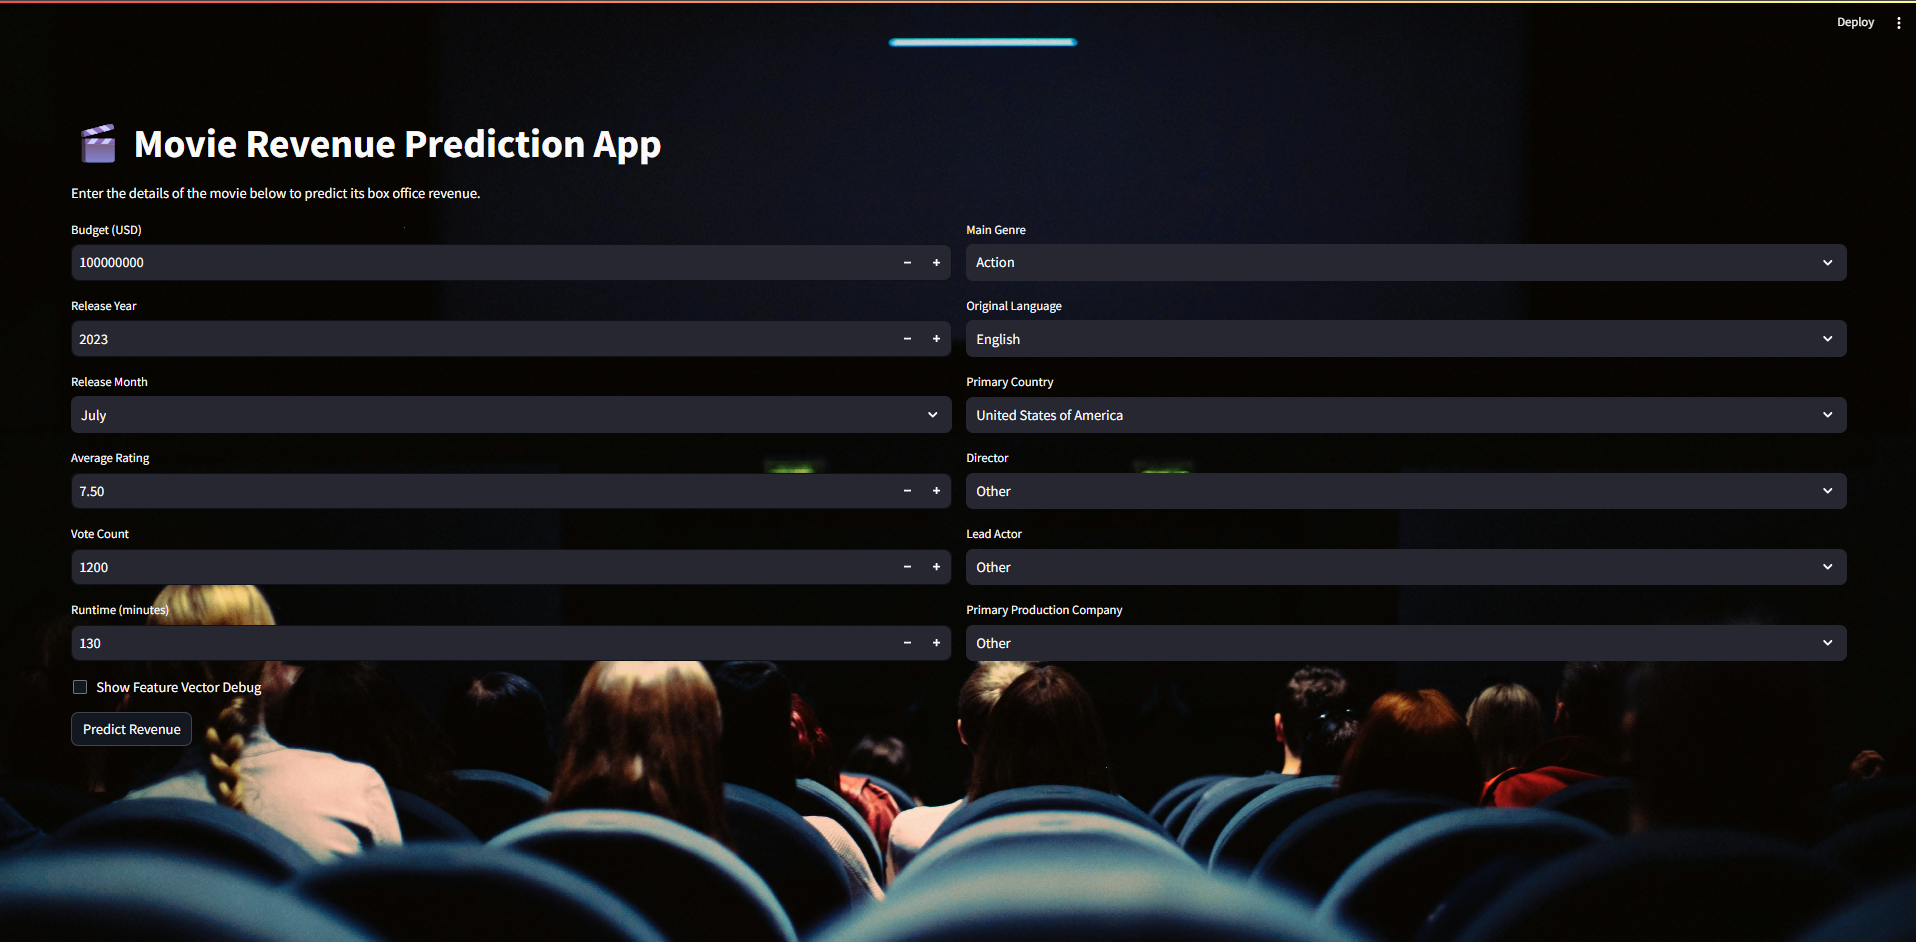 Deploy
Movie Revenue Prediction App
Enter the details of the movie below to predict its box office revenue.
Budget (USD)
100000000
Main Genre
Action
Release Year
2023
Original Language
English
Release Month
July
Primary Country
United States of America
Average Rating
7.50
Director
Other
Vote Count
1200
Lead Actor
Other
Runtime (minutes)
130
Primary Production Company
Other
Show Feature Vector Debug
Predict Revenue